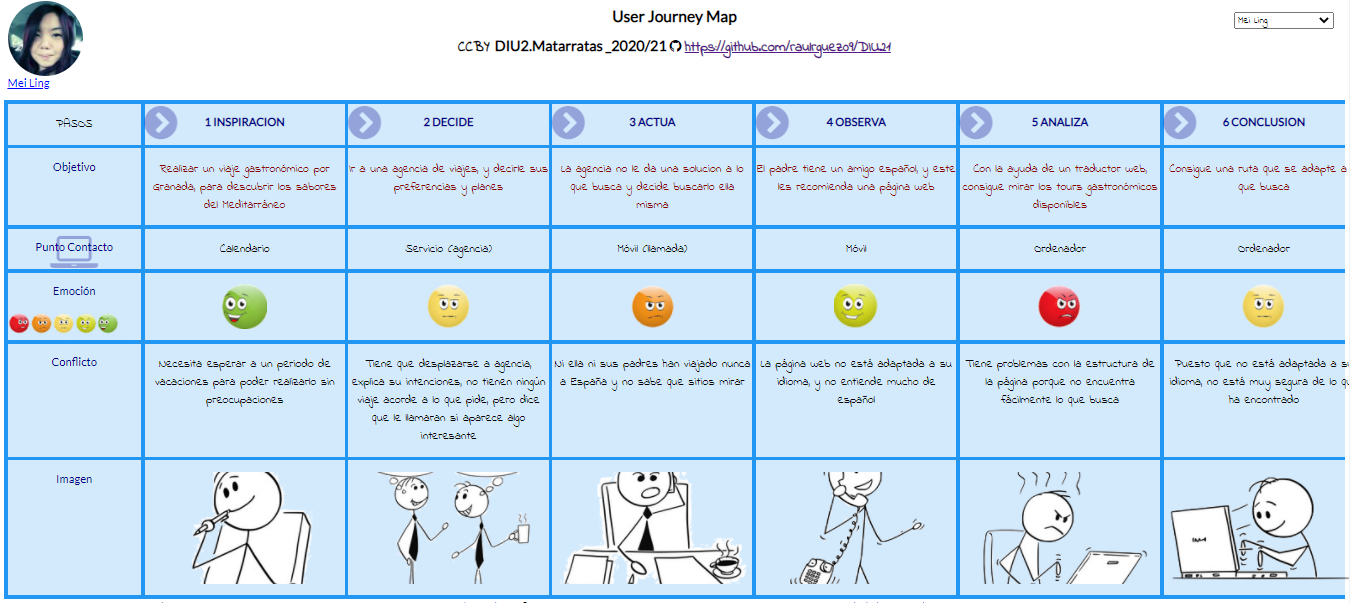 User Journey Map
Mei Ling
CCBY DIU2.Matarratas _2020/21 https://github.com/raulrguez09/DIU21
Mei Ling
PASOS
1 INSPIRACION
2 DECIDE
3 ACTUA
4 OBSERVA
5 ANALIZA
6 CONCLUSION
Objetivo
Realizar un viaje gastronómico por
Granada, para descubrir los sabores
del Meditarráneo
Ir a una agencia de viajes, y decirle sus
preferencias y planes
La agencia no le da una solucion a lo
que busca y decide buscarlo ella
misma
El padre tiene un amigo español, y este
les recomienda una página web
Con la ayuda de un traductor web,
consigue mirar los tours gastronómicos
disponibles
Consigue una ruta que se adapte a
que busca
Punto Contacto
Calendario
Servicio (agencia)
Móvil (llamada)
Móvil
Ordenador
Ordenador
Emoción
Conflicto
Necesita esperar a un periodo de
vacaciones para poder realizarlo sin
preocupaciones
Tiene que desplazarse a agencia,
explica su intenciones, no tienen ningún
viaje acorde a lo que pide, pero dice
que le llamaran si aparece algo
interesante
Ni ella ni sus padres han viajado nunca
a España y no sabe que sitios mirar
La página web no está adaptada a su
idioma, y no entiende mucho de
español
Tiene problemas con la estructura de
la página porque no encuentra
fácilmente lo que busca
Puesto que no está adaptada a s
idioma, no está muy segura de lo q
ha encontrado
Imagen